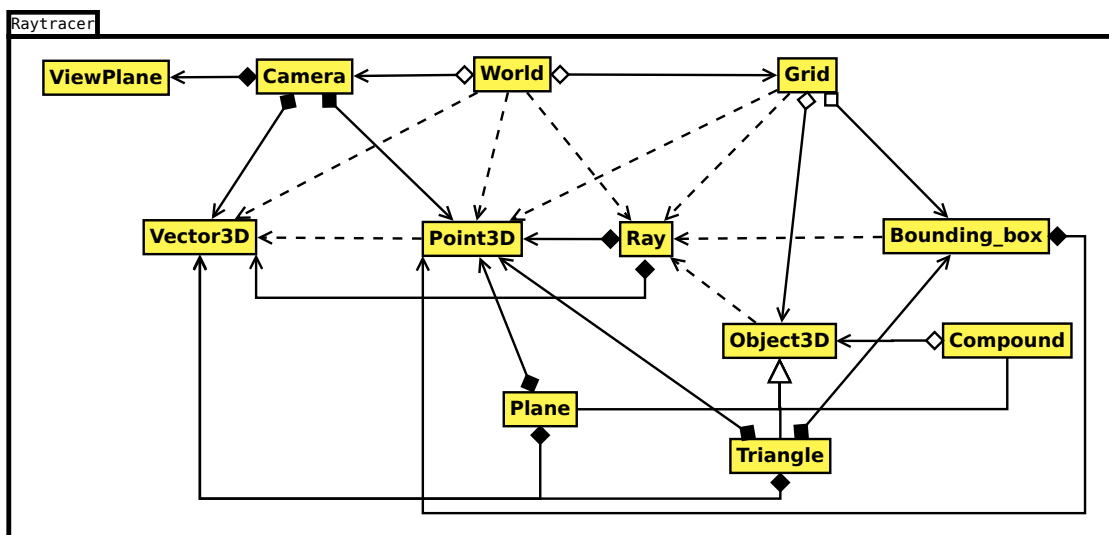 Raytracer
ViewPlane
Camera
World
Grid
Vector3D
Point3D
Ray
Bounding_box
Object3D
Compound
Plane
Triangle